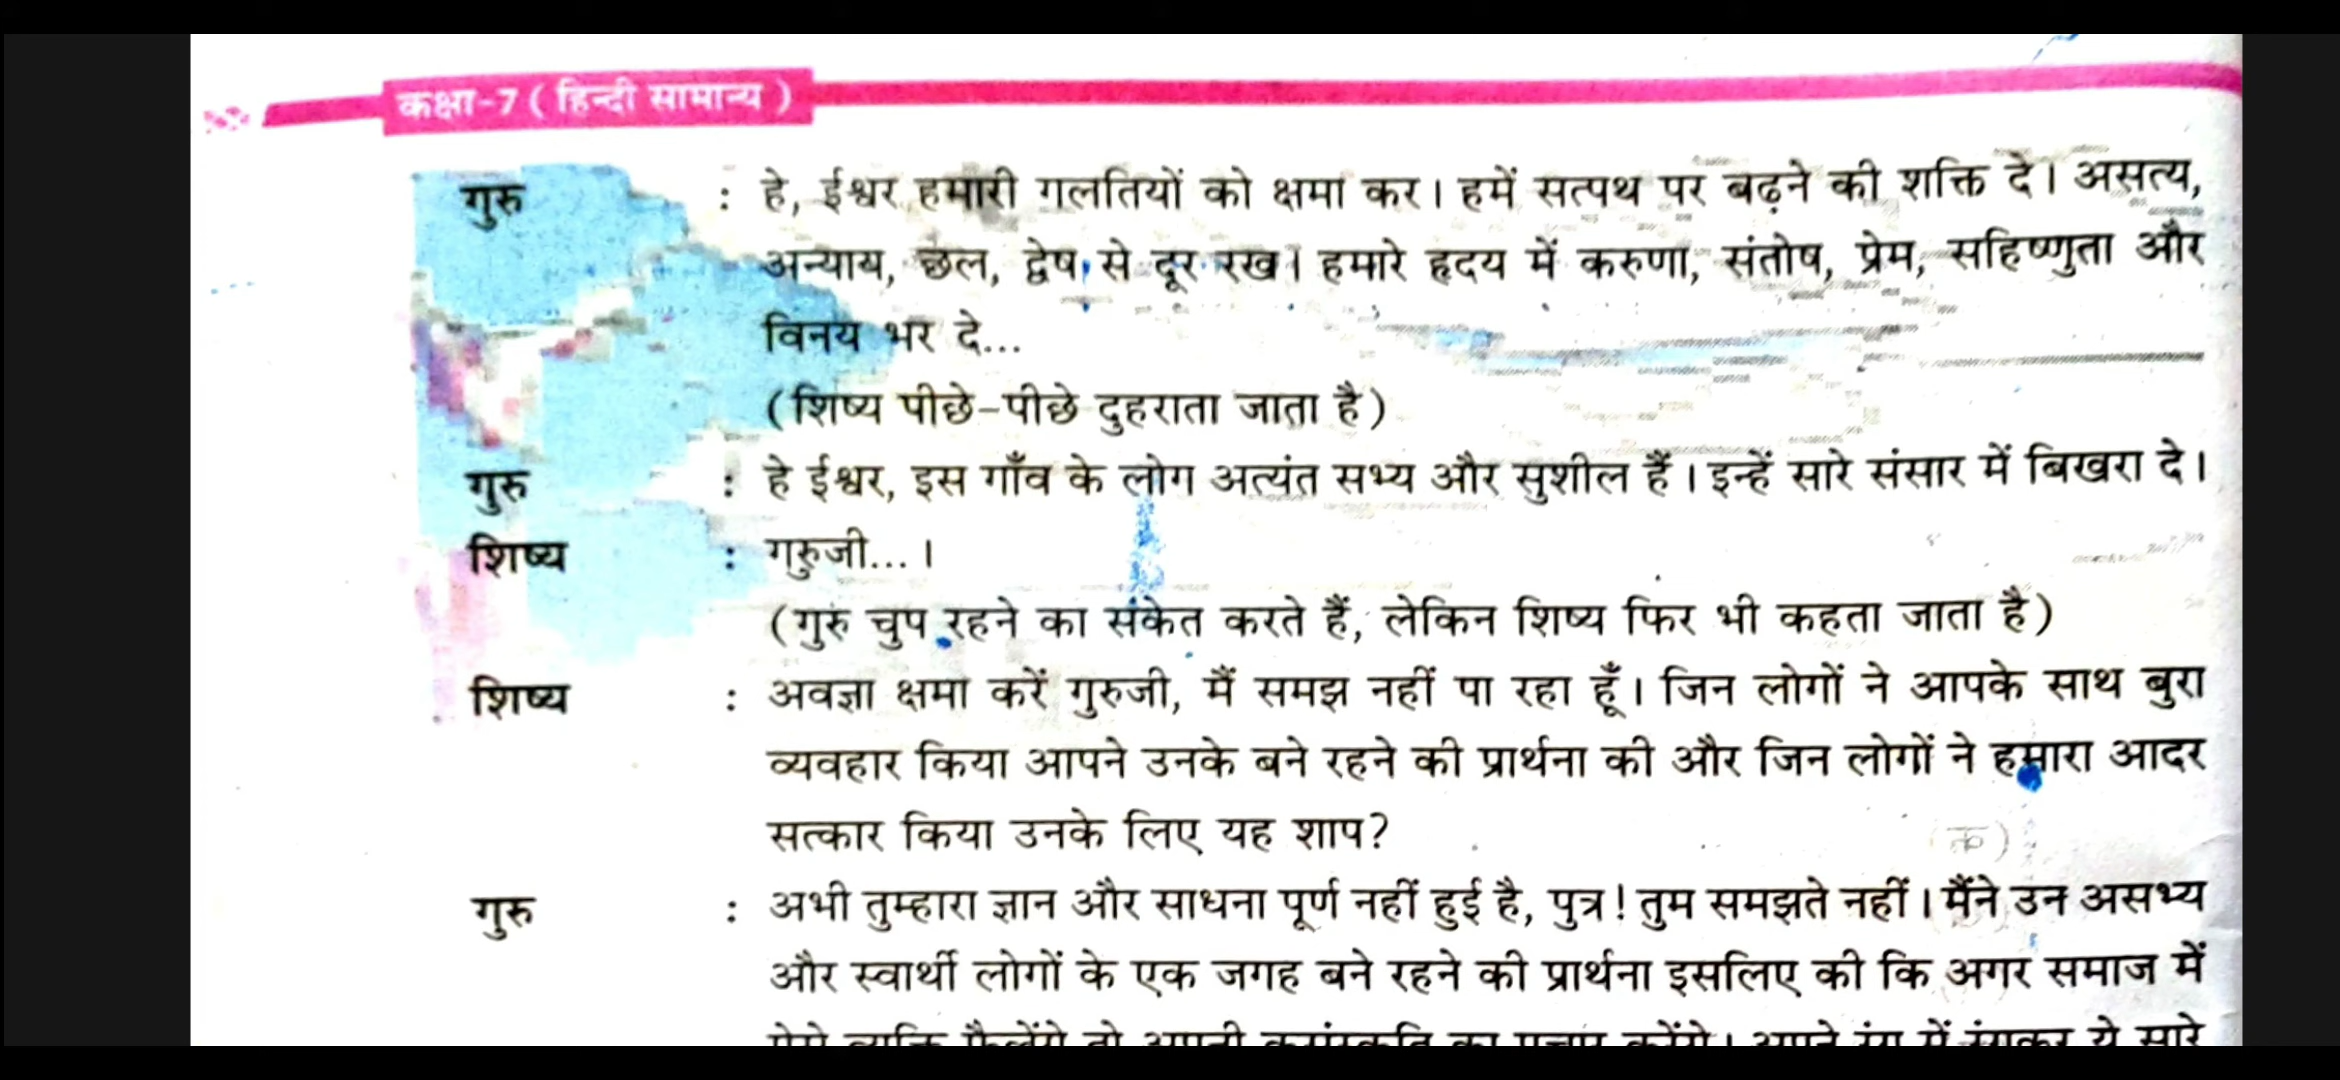 कक्षा-7 ( हिन्दी सामान्य )
गुरु : हे, ईश्वर हमारी गलतियों को क्षमा कर। हमें सत्पथ पर बढ़ने की शक्ति दे। असत्य,
अन्याय, छल, द्वेष से दूर रख। हमारे हृदय में करुणा, संतोष, प्रेम, सहिष्णुता और
विनय भर दे...
(शिष्य पीछे-पीछे दुहराता जाता है)
गुरु : हे ईश्वर, इस गाँव के लोग अत्यंत सभ्य और सुशील हैं। इन्हें सारे संसार में बिखरा दे।
शिष्य : गुरुजी...।
(गुरु चुप रहने का संकेत करते हैं, लेकिन शिष्य फिर भी कहता जाता है)
शिष्य : अवज्ञा क्षमा करें गुरुजी, मैं समझ नहीं पा रहा हूँ। जिन लोगों ने आपके साथ बुरा
व्यवहार किया आपने उनके बने रहने की प्रार्थना की और जिन लोगों ने हमारा आदर
सत्कार किया उनके लिए यह शाप?
गुरु : अभी तुम्हारा ज्ञान और साधना पूर्ण नहीं हुई है, पुत्र! तुम समझते नहीं। मैंने उन असभ्य
और स्वार्थी लोगों के एक जगह बने रहने की प्रार्थना इसलिए की कि अगर समाज में